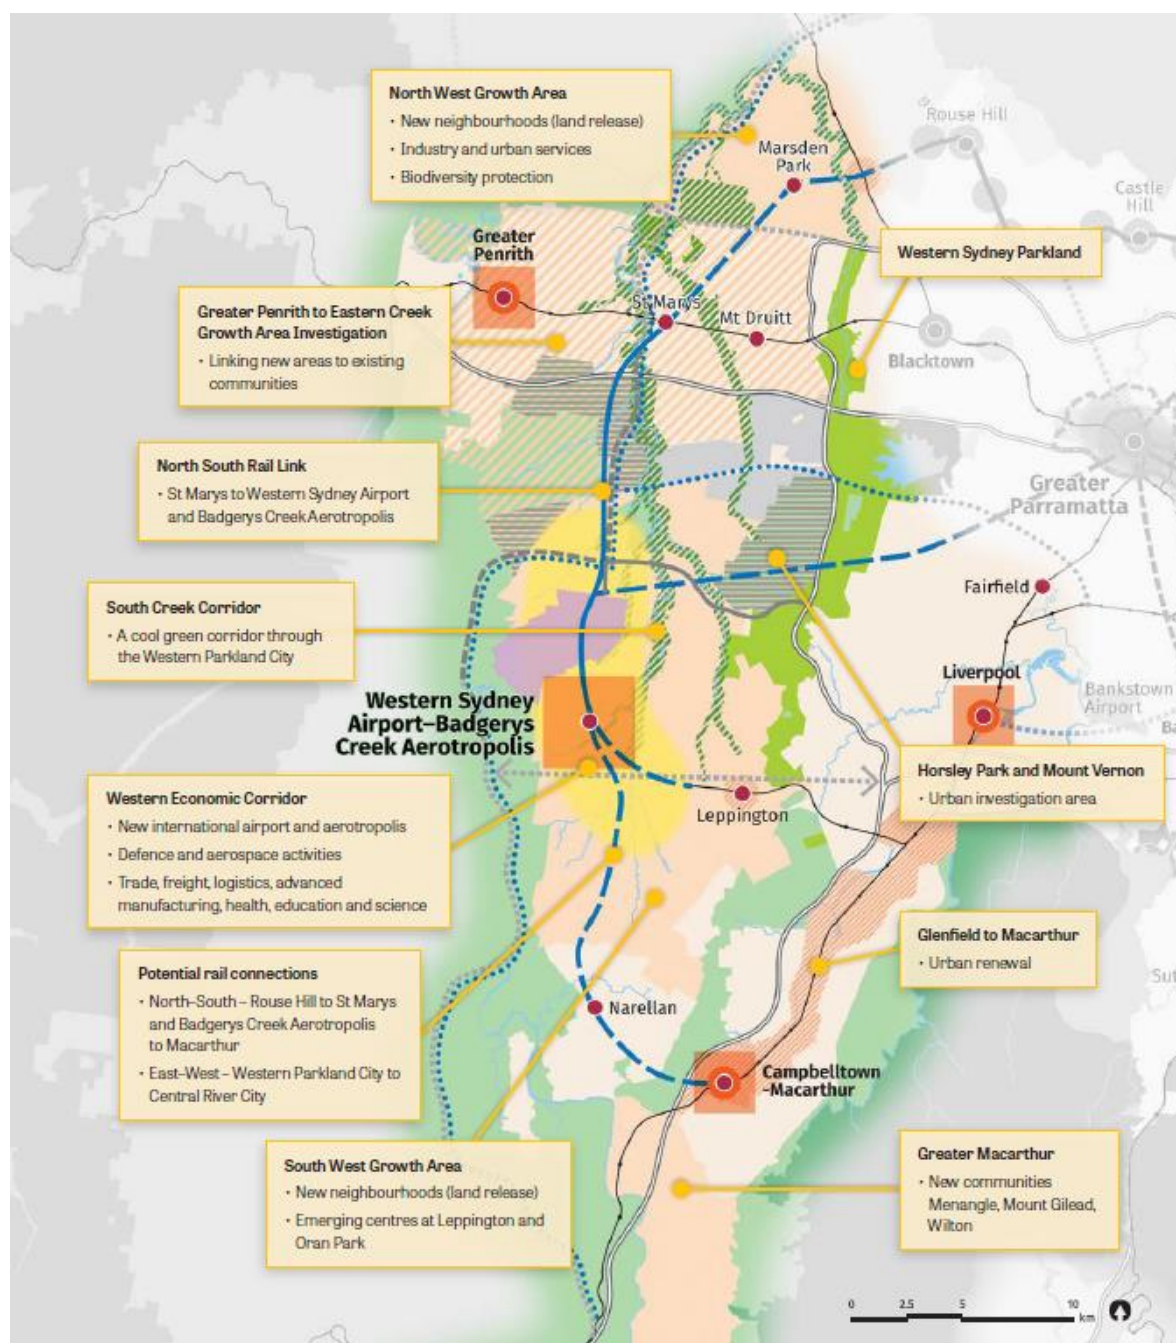 North West Growth Area
• New neighbourhoods (land release)
• Industry and urban services
• Biodiversity protection
Rouse Hill
Marsden
Park
Castle
Hill
Greater
Penrith
Western Sydney Parkland
Greater Penrith to Eastern Creek
Growth Area Investigation
• Linking new areas to existing
communities
St Marys
Mt Druitt
Blacktown
North South Rail Link
• St Marys to Western Sydney Airport
and Badgerys Creek Aerotropolis
Greater
Parramatta
South Creek Corridor
• A cool green corridor through
the Western Parkland City
Fairfield
Liverpool
Bankstown
Airport
Ba
Western Sydney
Airport–Badgerys
Creek Aerotropolis
Horsley Park and Mount Vernon
• Urban investigation area
Western Economic Corridor
• New international airport and aerotropolis
• Defence and aerospace activities
• Trade, freight, logistics, advanced
manufacturing, health, education and science
Leppington
Glenfield to Macarthur
• Urban renewal
Potential rail connections
• North–South – Rouse Hill to St Marys
and Badgerys Creek Aerotropolis
to Macarthur
• East–West – Western Parkland City to
Central River City
Sut
Narellan
Campbelltown
-Macarthur
South West Growth Area
• New neighbourhoods (land release)
• Emerging centres at Leppington and
Oran Park
Greater Macarthur
• New communities
Menangle, Mount Gilead,
Wilton
0 2.5 5 10
km